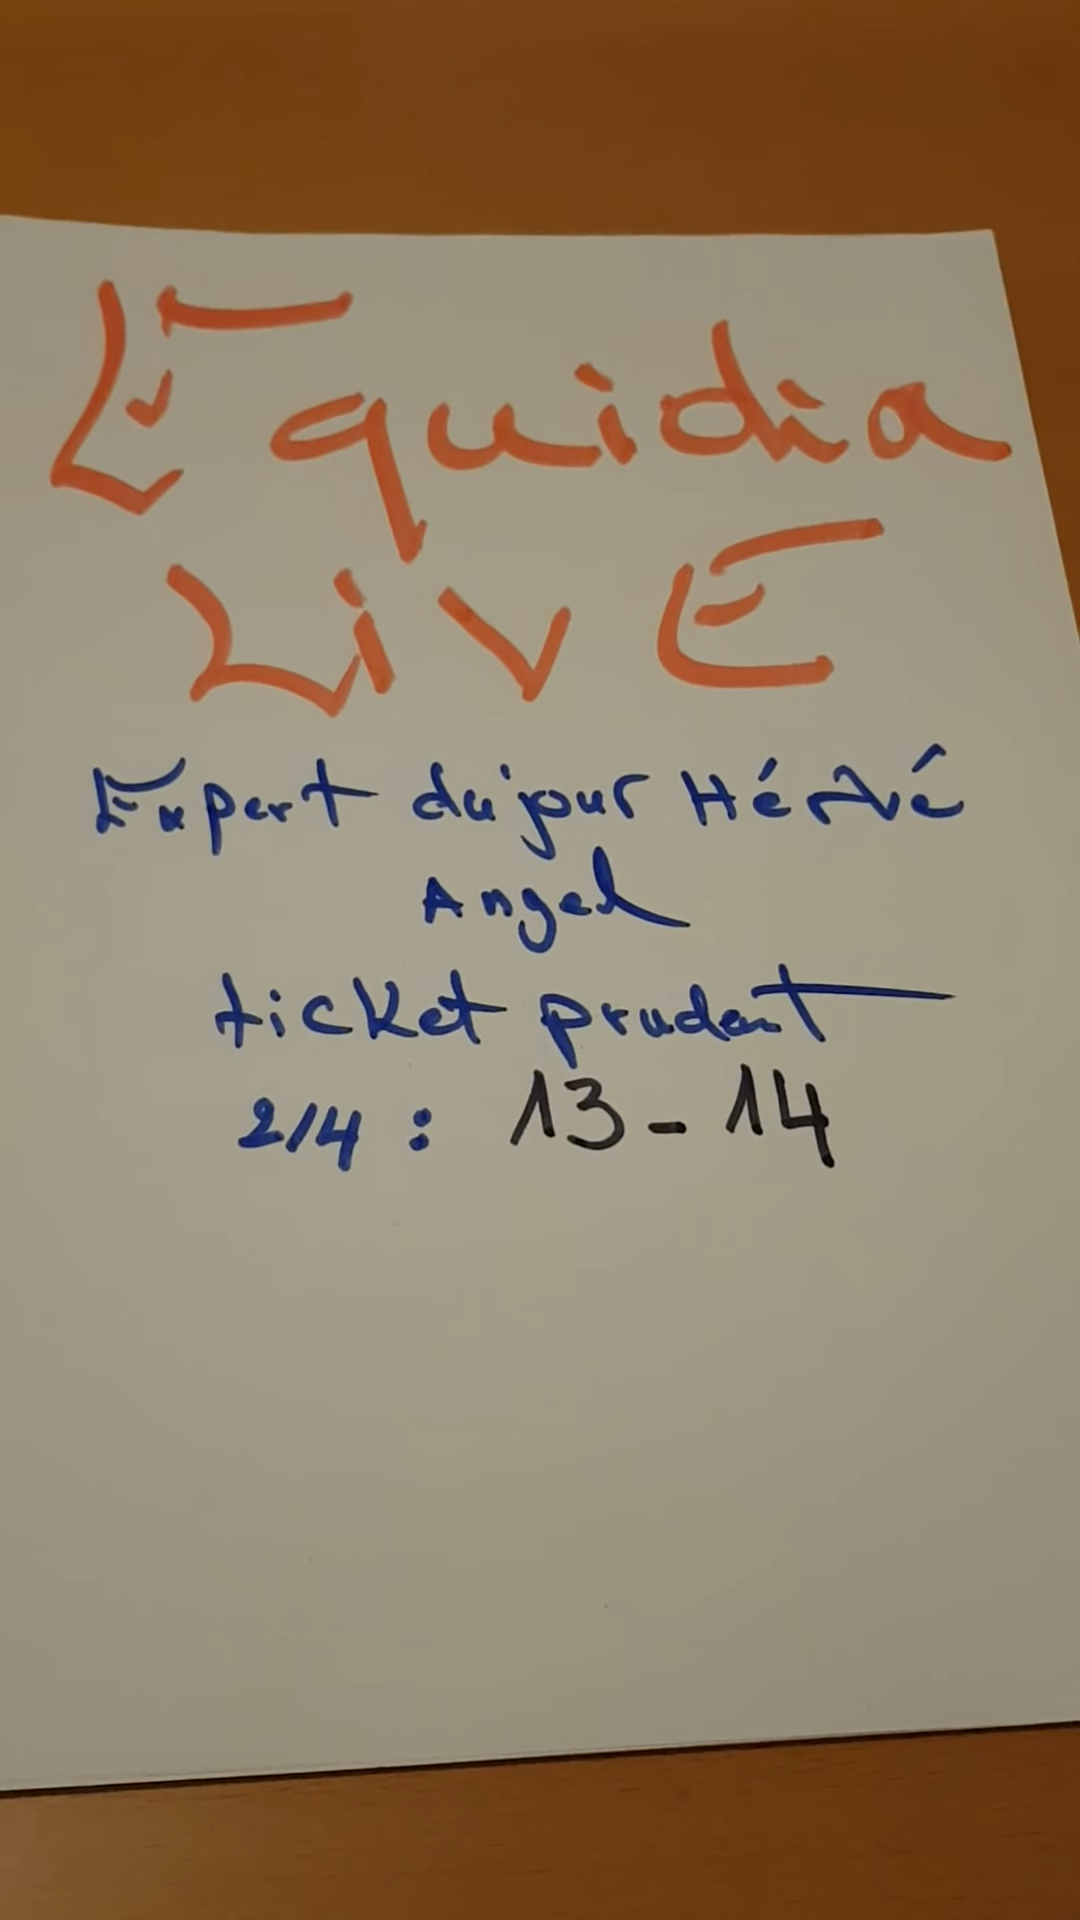 Equidia
LiVE
Expert du jour Hérvé
Angel
ticket prudent
2/4 : 13 - 14